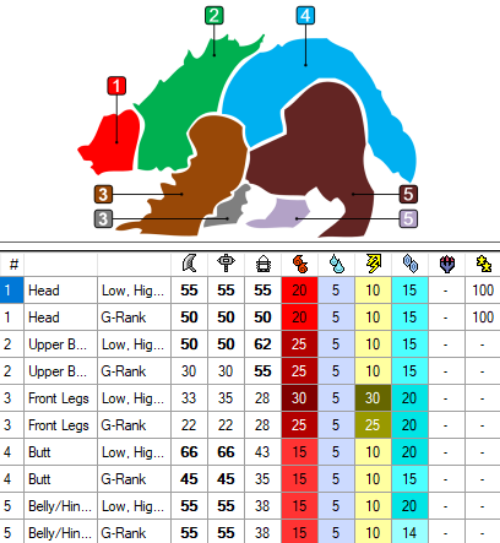 2
4
1
3
5
3
5
#
1 Head Low, Hig... 55 55 55 20 5 10 15 - 100
1 Head G-Rank 50 50 50 20 5 10 15 - 100
2 Upper B... Low, Hig... 50 50 62 25 5 10 15 - -
2 Upper B... G-Rank 30 30 55 25 5 10 15 - -
3 Front Legs Low, Hig... 33 35 28 30 5 30 20 - -
3 Front Legs G-Rank 22 22 28 25 5 25 20 - -
4 Butt Low, Hig... 66 66 43 15 5 10 20 - -
4 Butt G-Rank 45 45 35 15 5 10 15 - -
5 Belly/Hin... Low, Hig... 55 55 38 15 5 10 20 - -
5 Belly/Hin... G-Rank 55 55 38 15 5 10 14 - -